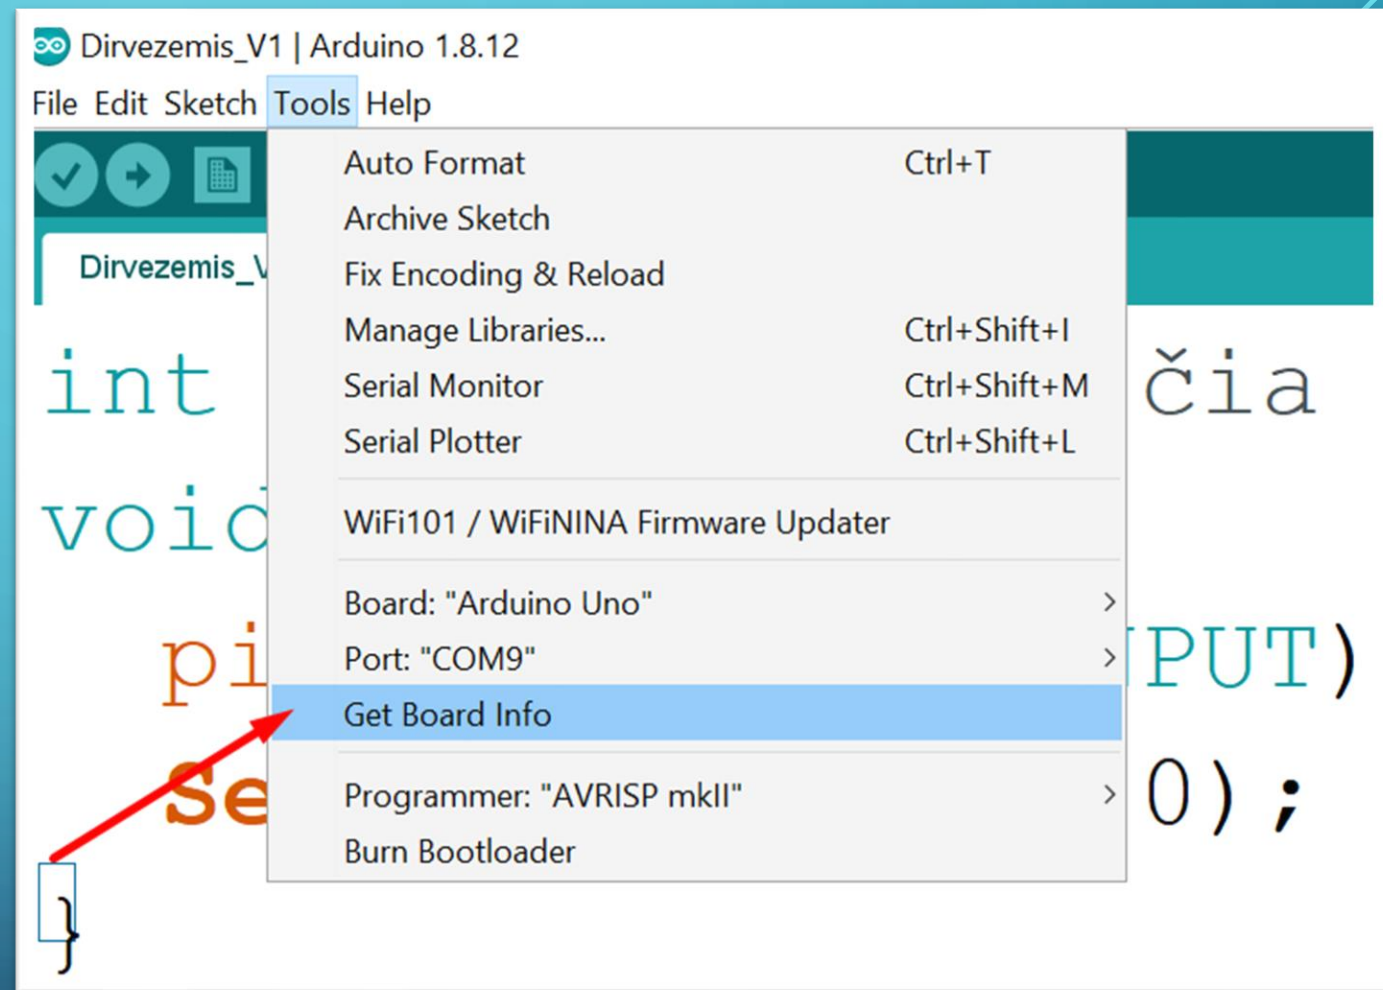 Dirvezemis_V1 | Arduino 1.8.12
File Edit Sketch Tools Help
Auto Format Ctrl+T
Archive Sketch
Dirvezemis_V
Fix Encoding & Reload
Manage Libraries... Ctrl+Shift+I
int
Serial Monitor Ctrl+Shift+M
čia
Serial Plotter Ctrl+Shift+L
void
WiFi101 / WiFiNINA Firmware Updater
Board: "Arduino Uno"
pi
Port: "COM9"
NPUT)
Get Board Info
Se
Programmer: "AVRISP mkII"
0);
Burn Bootloader
}